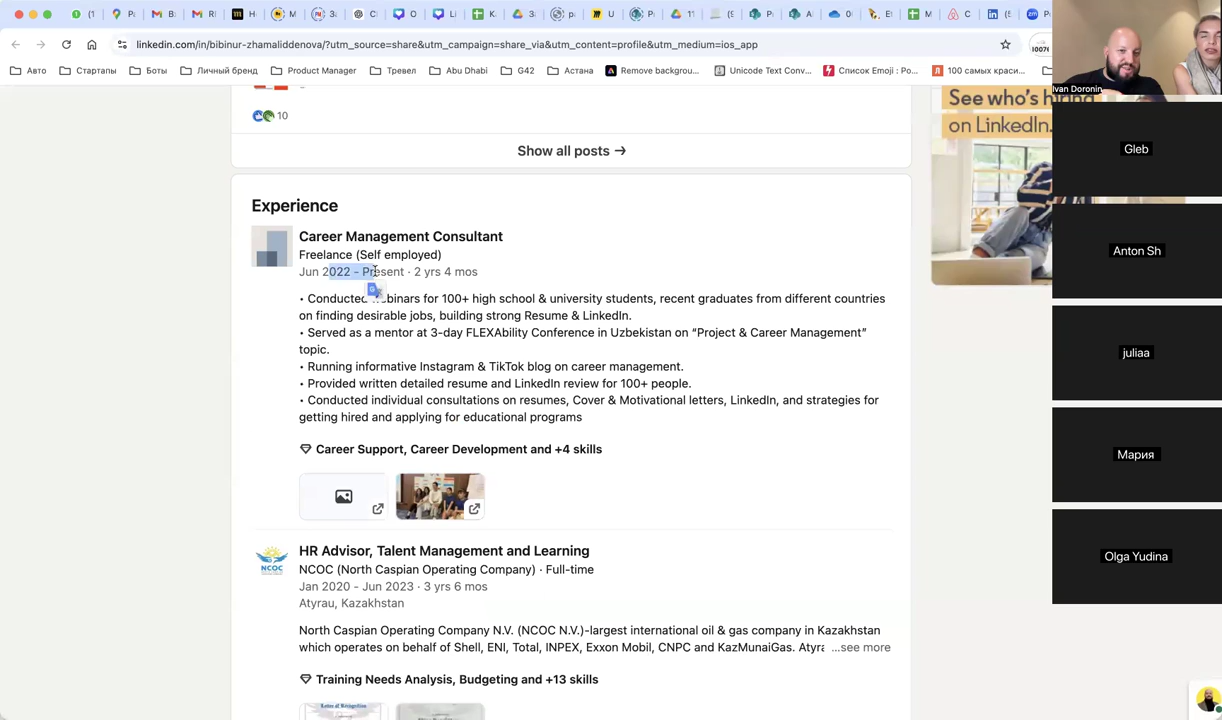 linkedin.com/in/bibinur-zhamaliddenova/?utm_source=share&utm_campaign=share_via&utm_content=profile&utm_medium=ios_app
Авто
Стартапы
Боты
Личный бренд
Product Manager
Тревел
Abu Dhabi
G42
Астана
Remove backgrou...
Unicode Text Conv...
Список Emoji : Po...
100 самых краси...
Ivan Doronin
10
Show all posts →
See who's hiring
on LinkedIn.
Experience
Career Management Consultant
Freelance (Self employed)
Jun 2022 - Present · 2 yrs 4 mos
• Conducted webinars for 100+ high school & university students, recent graduates from different countries
on finding desirable jobs, building strong Resume & LinkedIn.
• Served as a mentor at 3-day FLEXAbility Conference in Uzbekistan on “Project & Career Management”
topic.
• Running informative Instagram & TikTok blog on career management.
• Provided written detailed resume and LinkedIn review for 100+ people.
• Conducted individual consultations on resumes, Cover & Motivational letters, LinkedIn, and strategies for
getting hired and applying for educational programs
Career Support, Career Development and +4 skills
HR Advisor, Talent Management and Learning
NCOC (North Caspian Operating Company) · Full-time
Jan 2020 - Jun 2023 · 3 yrs 6 mos
Atyrau, Kazakhstan
North Caspian Operating Company N.V. (NCOC N.V.)-largest international oil & gas company in Kazakhstan
which operates on behalf of Shell, ENI, Total, INPEX, Exxon Mobil, CNPC and KazMunaiGas. Atyra ...see more
Training Needs Analysis, Budgeting and +13 skills
NCOC
Gleb
Anton Sh
juliaa
Мария
Olga Yudina